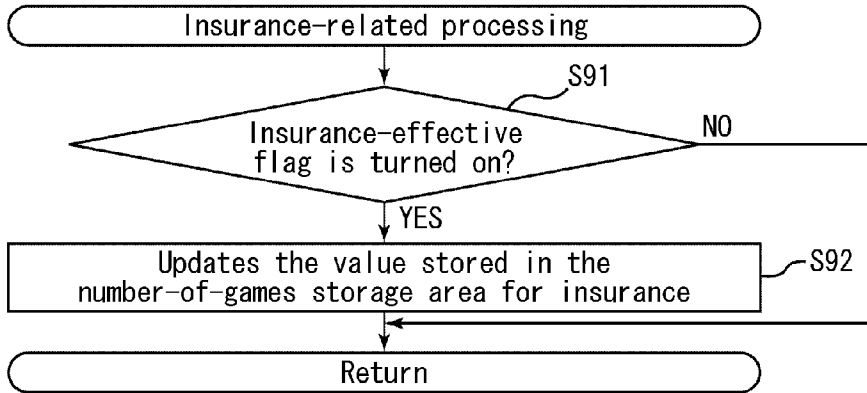 Insurance-related processing
S91
Insurance-effective
flag is turned on?
NO
YES
Updates the value stored in the
number-of-games storage area for insurance
S92
Return